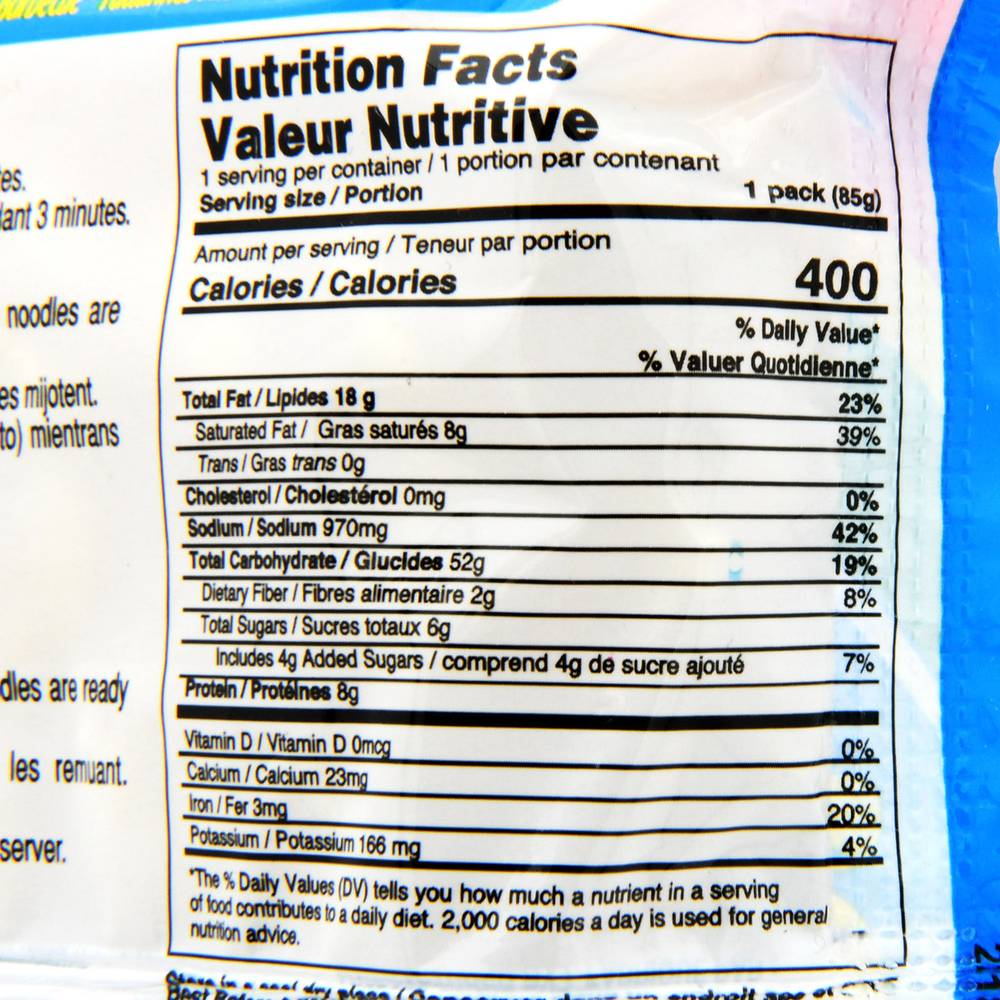 es.
ant 3 minutes.
noodles are
es mijotent.
to) mientrans
dles are ready
les remuant.
server.
Nutrition Facts
Valeur Nutritive
1 serving per container / 1 portion par contenant
Serving size / Portion 1 pack (85g)
Amount per serving / Teneur par portion
Calories / Calories 400
% Daily Value*
% Valuer Quotidienne*
Total Fat / Lipides 18 g 23%
Saturated Fat / Gras saturés 8g 39%
Trans / Gras trans 0g
Cholesterol / Cholestérol 0mg 0%
Sodium / Sodium 970mg 42%
Total Carbohydrate / Glucides 52g 19%
Dietary Fiber / Fibres alimentaire 2g 8%
Total Sugars / Sucres totaux 6g
Includes 4g Added Sugars / comprend 4g de sucre ajouté 7%
Protein / Protéines 8g
Vitamin D / Vitamin D 0mcg 0%
Calcium / Calcium 23mg 0%
Iron / Fer 3mg 20%
Potassium / Potassium 166 mg 4%
*The % Daily Values (DV) tells you how much a nutrient in a serving
of food contributes to a daily diet. 2,000 calories a day is used for general
nutrition advice.